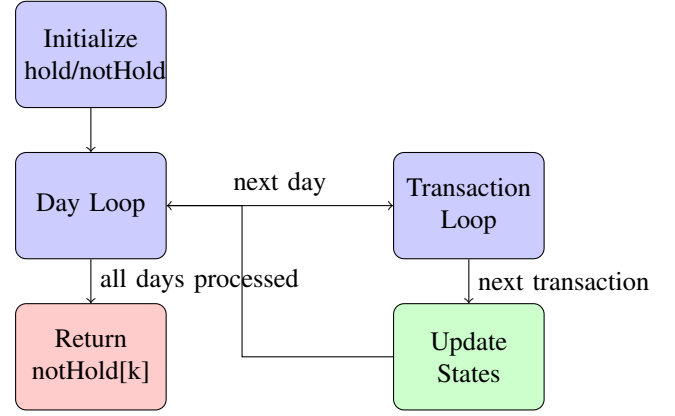 Initialize
hold/notHold
Day Loop
next day
Transaction
Loop
all days processed
next transaction
Return
notHold[k]
Update
States